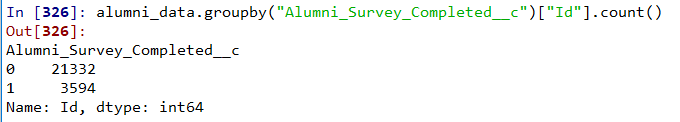 In [326]: alumni_data.groupby("Alumni_Survey_Completed__c")["Id"].count()
Out[326]:
Alumni_Survey_Completed__c
0    21332
1     3594
Name: Id, dtype: int64